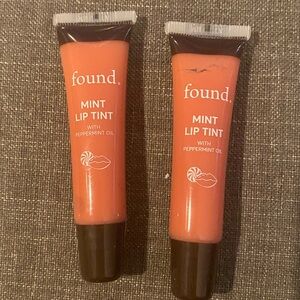 found.
MINT
LIP TINT
WITH
PEPPERMINT OIL
found.
MINT
LIP TINT
WITH
PEPPERMINT OIL